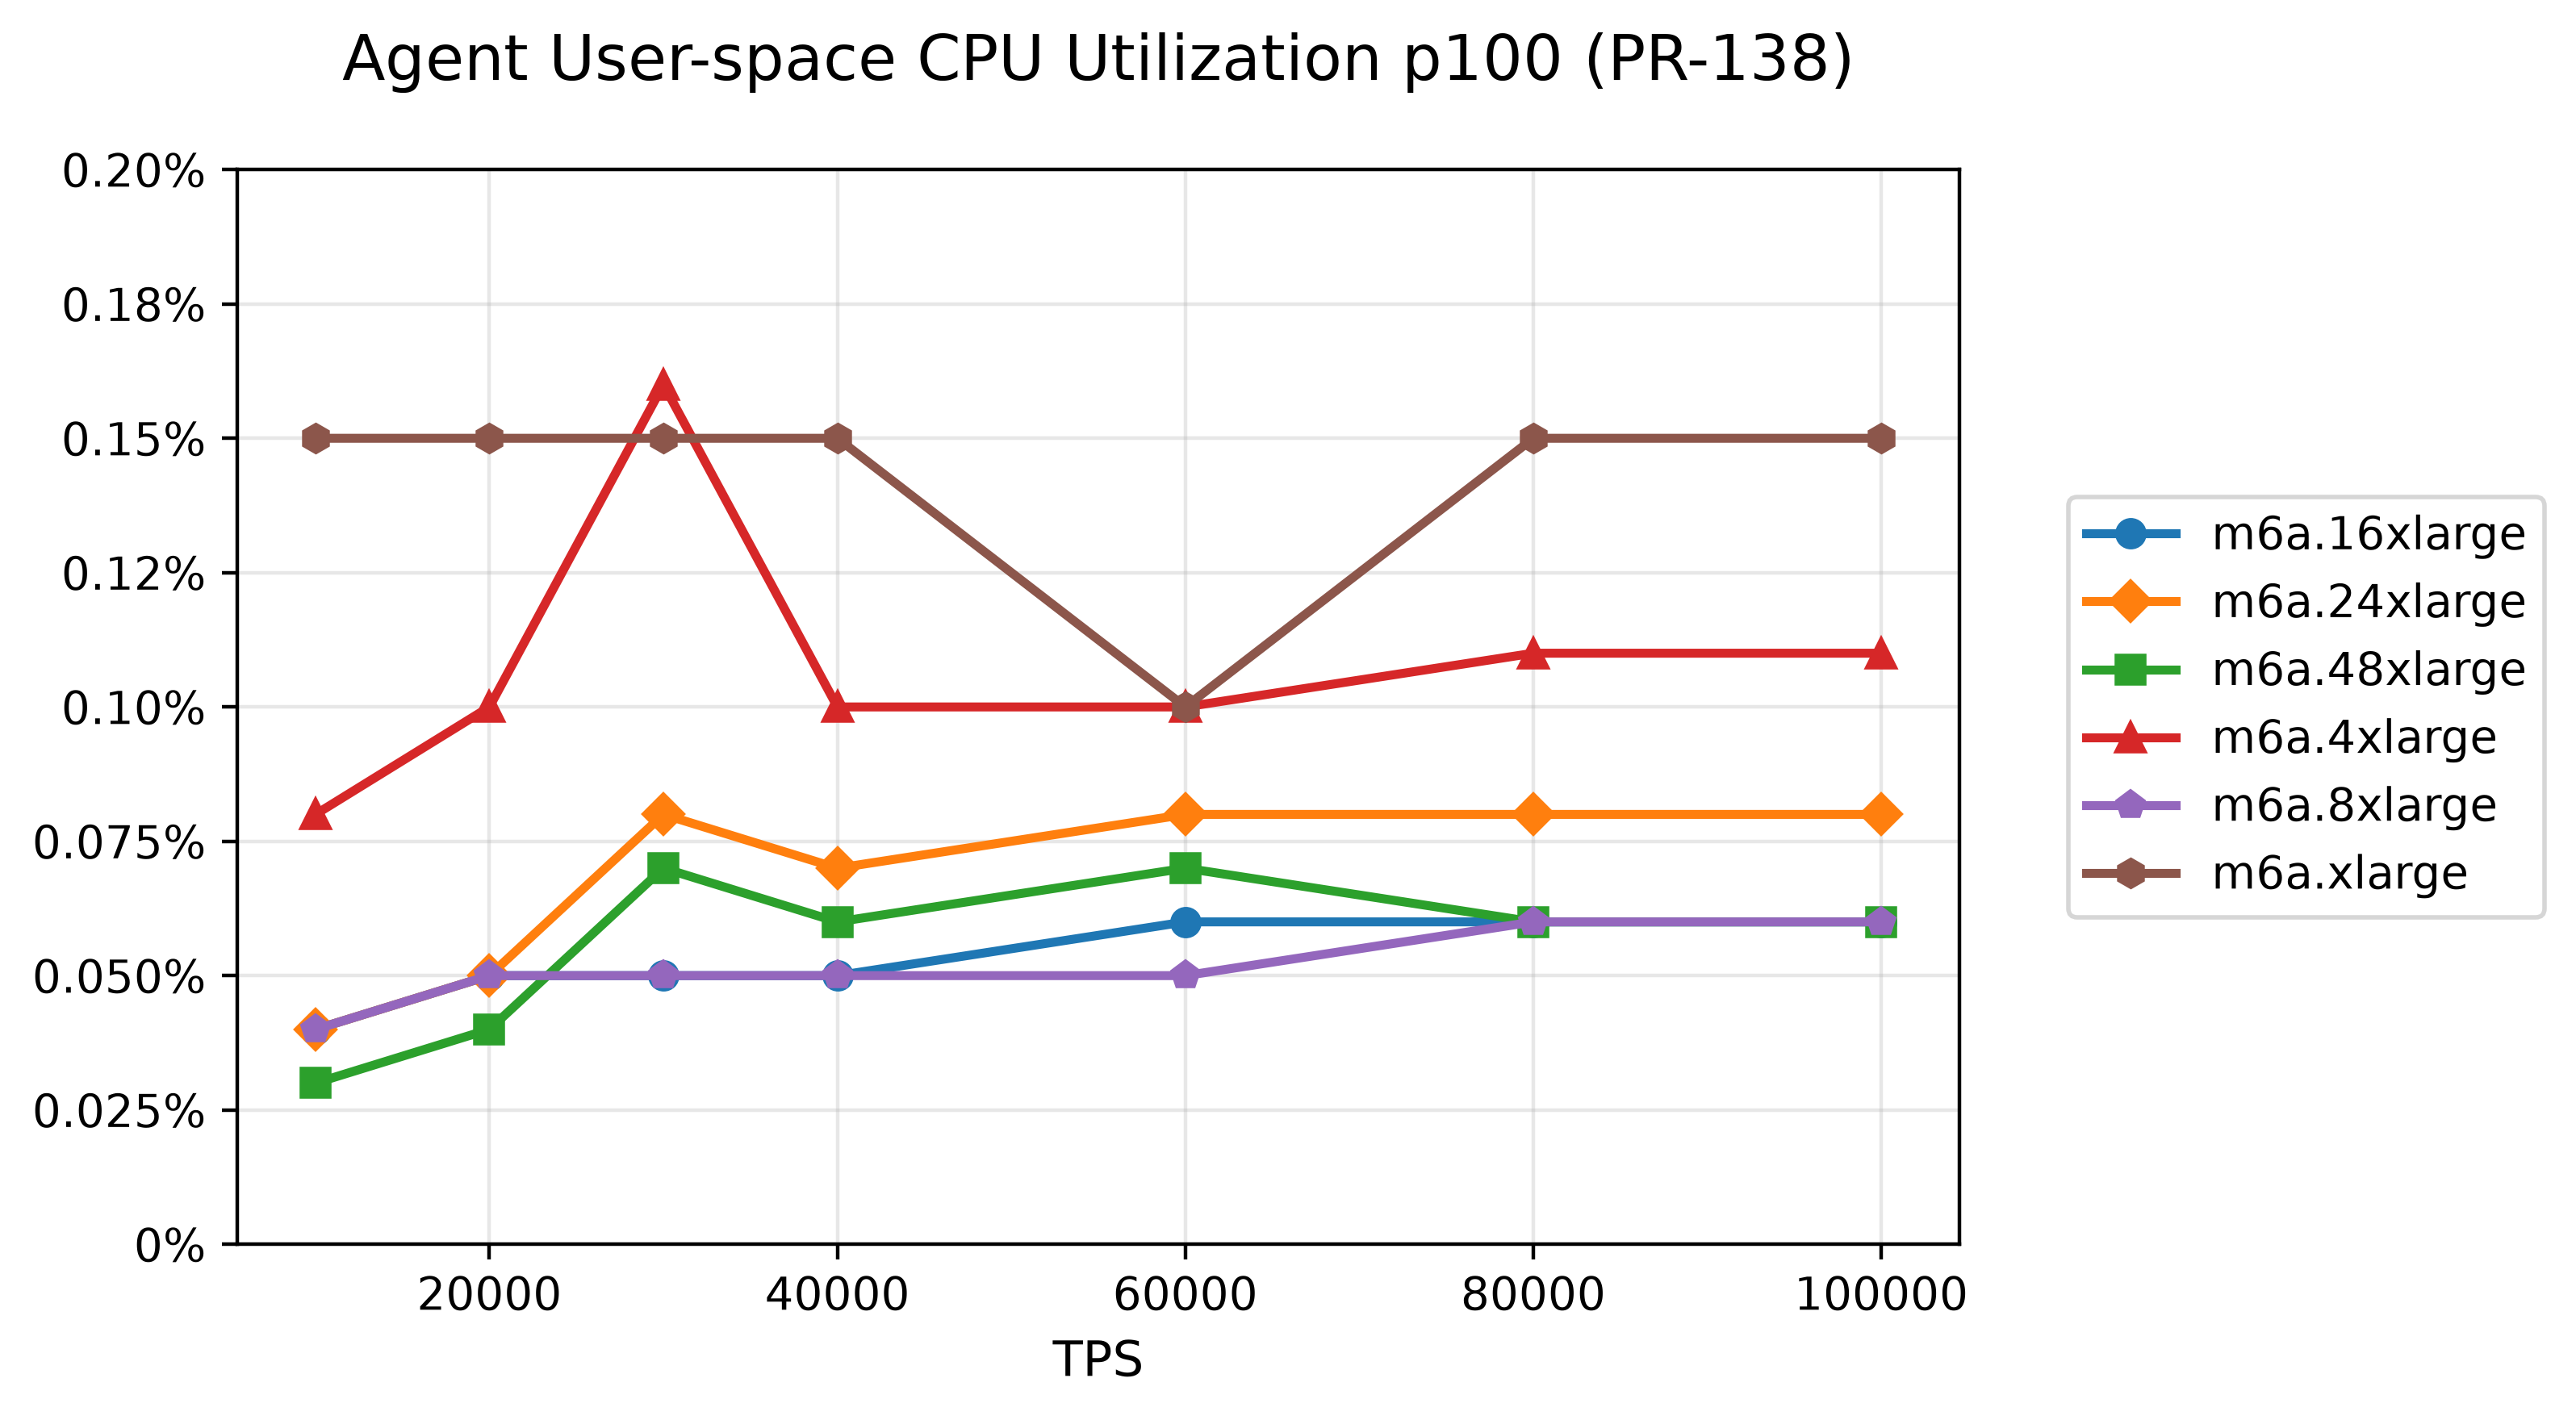 Agent User-space CPU Utilization p100 (PR-138)
0.20%
0.18%
0.15%
0.12%
0.10%
0.075%
0.050%
0.025%
0%
20000 40000 60000 80000 100000
TPS
m6a.16xlarge
m6a.24xlarge
m6a.48xlarge
m6a.4xlarge
m6a.8xlarge
m6a.xlarge